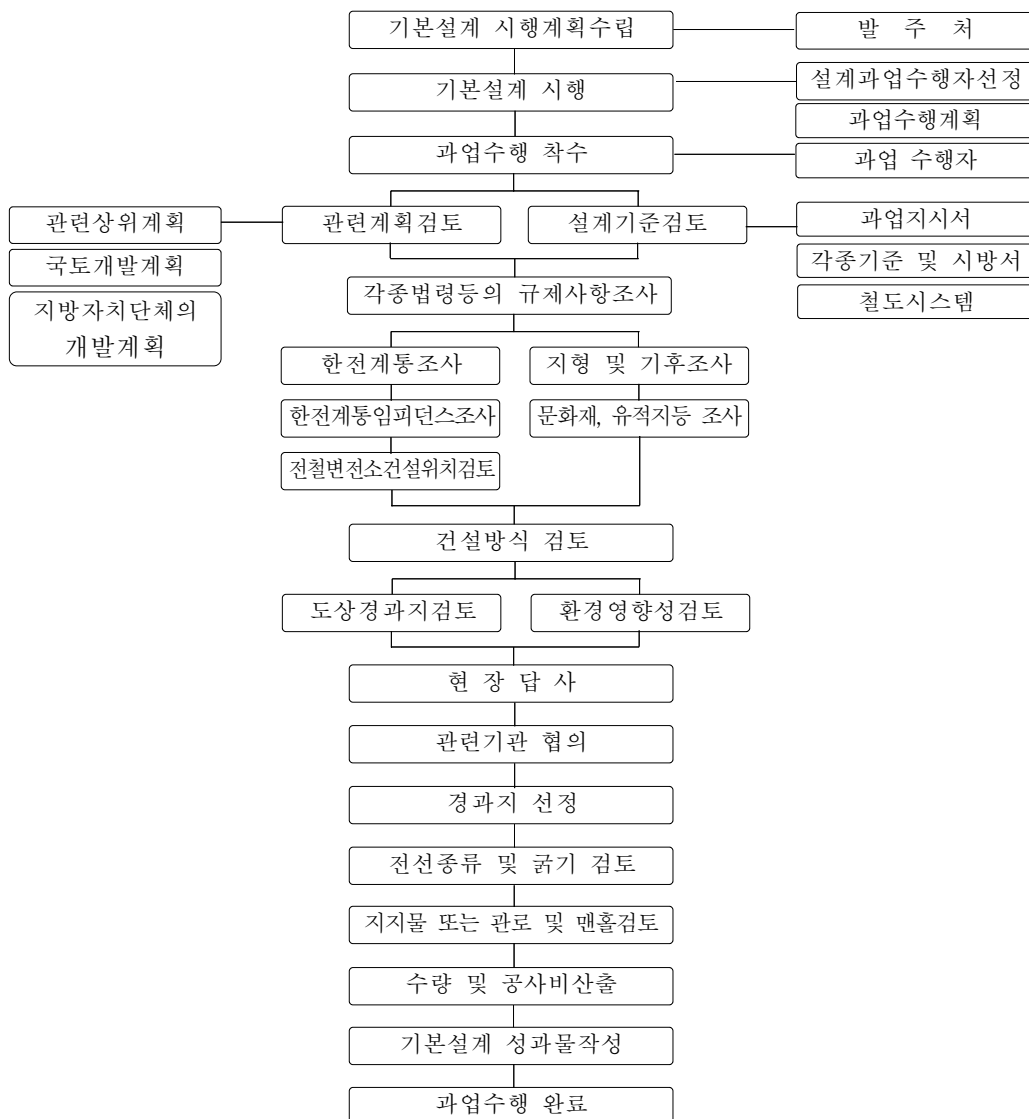 기본설계 시행계획수립
발 주 처
기본설계 시행
설계과업수행자선정
과업수행계획
과업수행 착수
과업 수행자
관련상위계획
관련계획검토
설계기준검토
과업지시서
국토개발계획
각종기준 및 시방서
각종법령등의 규제사항조사
철도시스템
지방자치단체의
개발계획
한전계통조사
지형 및 기후조사
한전계통임피던스조사
문화재, 유적지등 조사
전철변전소건설위치검토
건설방식 검토
도상경과지검토
환경영향성검토
현 장 답 사
관련기관 협의
경과지 선정
전선종류 및 굵기 검토
지지물 또는 관로 및 맨홀검토
수량 및 공사비산출
기본설계 성과물작성
과업수행 완료